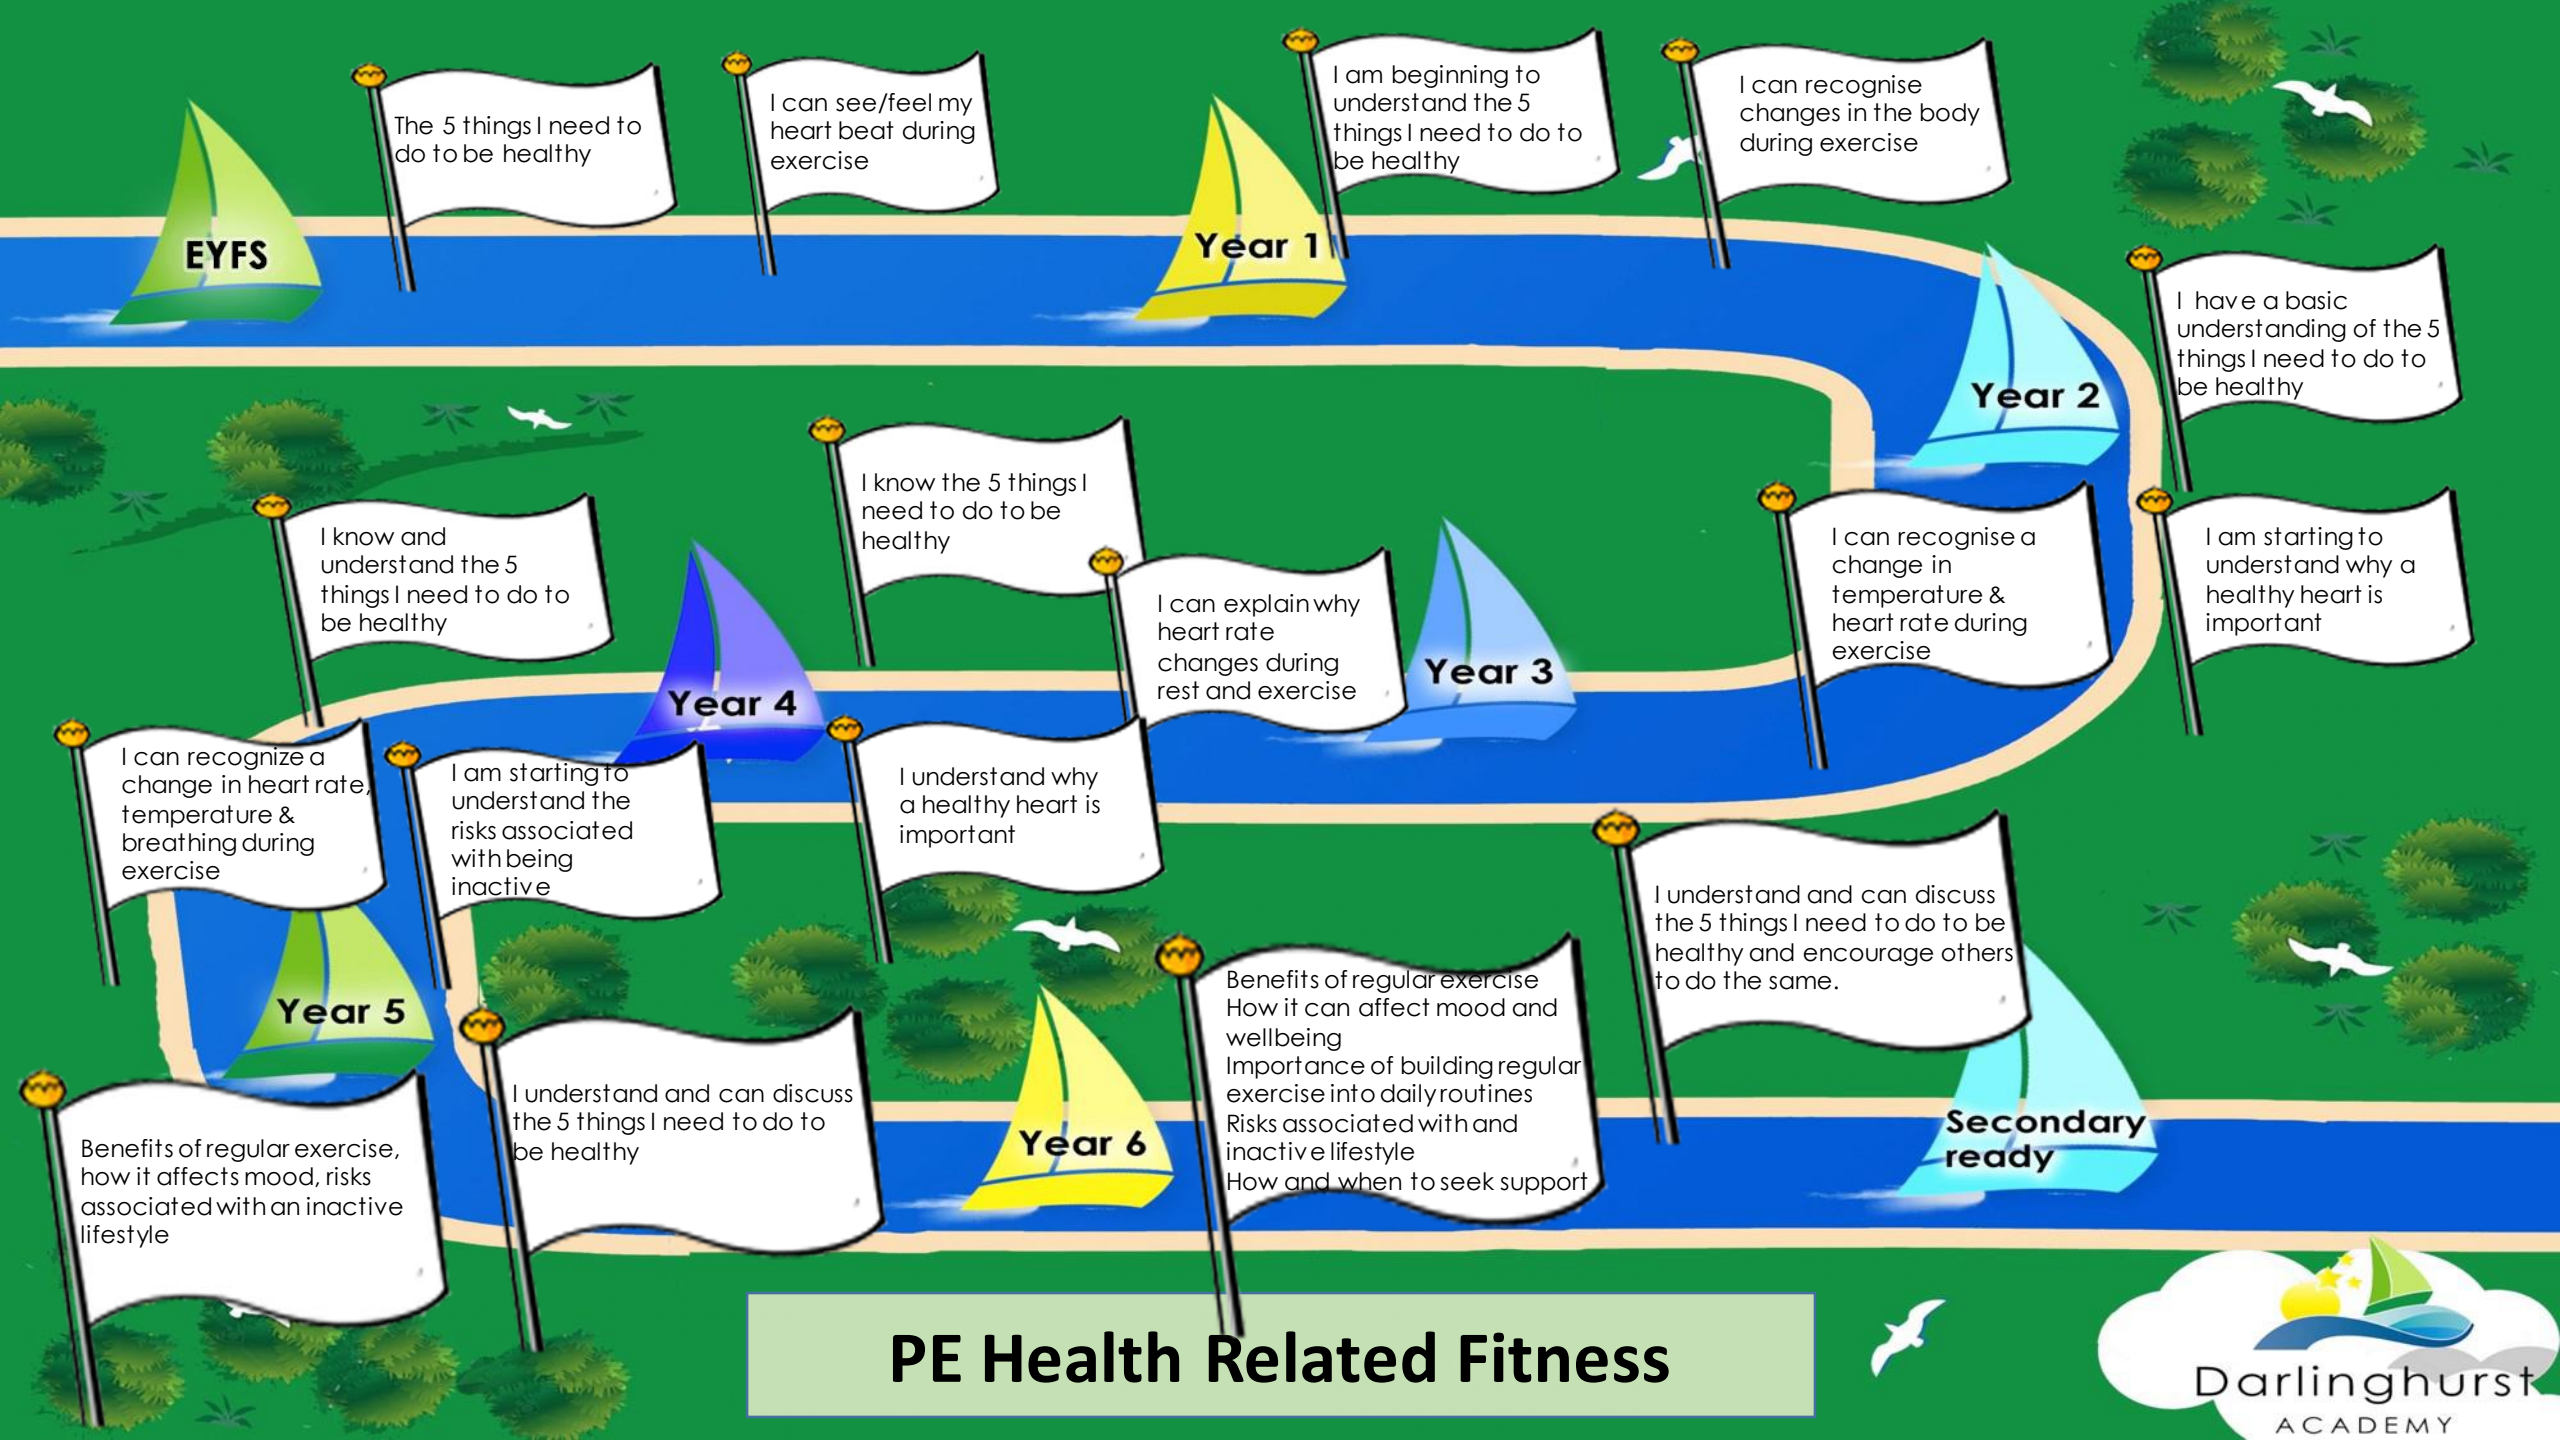 EYFS
The 5 things I need to
do to be healthy
I can see/feel my
heart beat during
exercise
Year 1
I am beginning to
understand the 5
things I need to do to
be healthy
I can recognise
changes in the body
during exercise
Year 2
I have a basic
understanding of the 5
things I need to do to
be healthy
I can recognise a
change in
temperature &
heart rate during
exercise
I am starting to
understand why a
healthy heart is
important
Year 3
I know the 5 things I
need to do to be
healthy
I can explain why
heart rate
changes during
rest and exercise
I understand why
a healthy heart is
important
Year 4
I know and
understand the 5
things I need to do to
be healthy
I can recognize a
change in heart rate,
temperature &
breathing during
exercise
I am starting to
understand the
risks associated
with being
inactive
Year 5
Benefits of regular exercise,
how it affects mood, risks
associated with an inactive
lifestyle
I understand and can discuss
the 5 things I need to do to
be healthy
Year 6
Benefits of regular exercise
How it can affect mood and
wellbeing
Importance of building regular
exercise into daily routines
Risks associated with and
inactive lifestyle
How and when to seek support
I understand and can discuss
the 5 things I need to do to be
healthy and encourage others
to do the same.
Secondary
ready
PE Health Related Fitness
Darlinghurst
ACADEMY